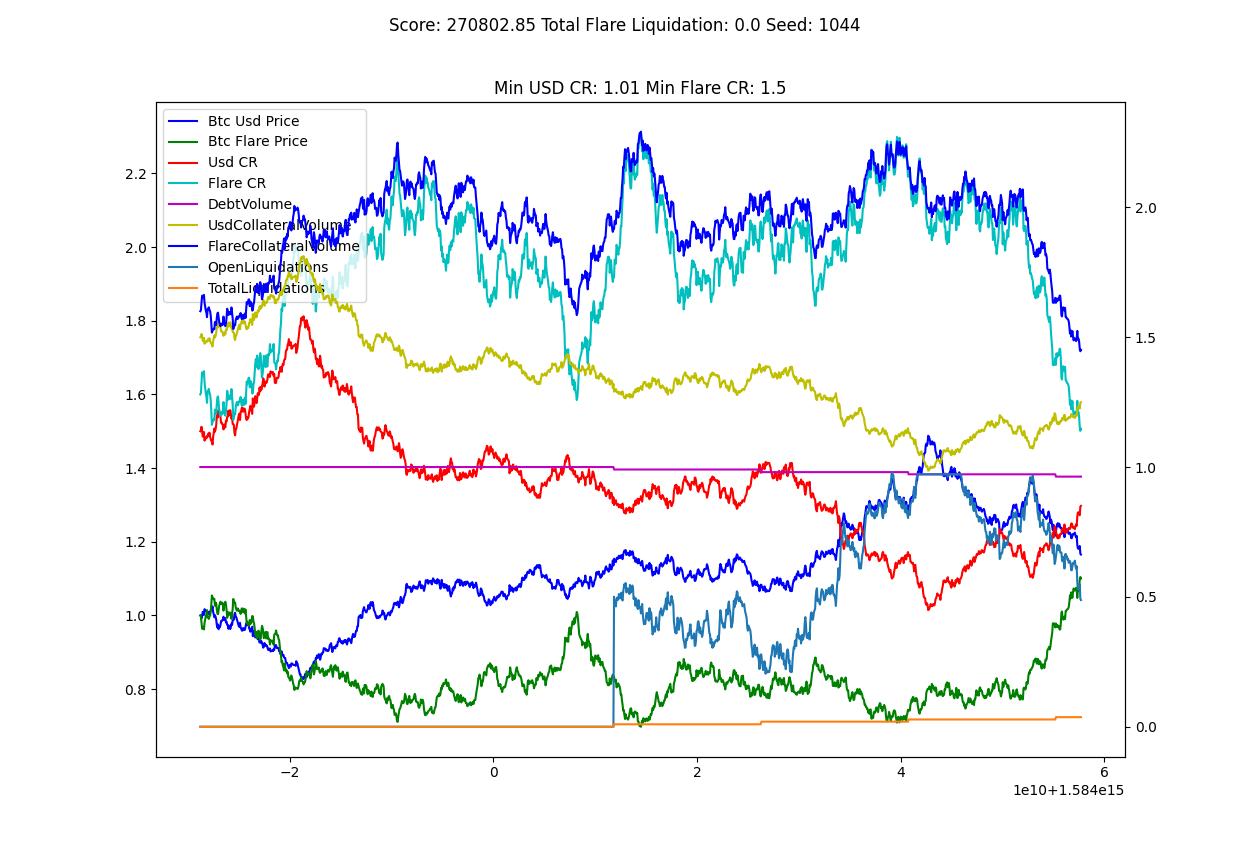 Score: 270802.85 Total Flare Liquidation: 0.0 Seed: 1044
Min USD CR: 1.01 Min Flare CR: 1.5
Btc Usd Price
Btc Flare Price
Usd CR
Flare CR
DebtVolume
UsdCollateralVolume
FlareCollateralVolume
OpenLiquidations
TotalLiquidations
2.2
2.0
1.8
1.6
1.4
1.2
1.0
0.8
2.0
1.5
1.0
0.5
0.0
−2
0
2
4
6
1e10+1.584e15